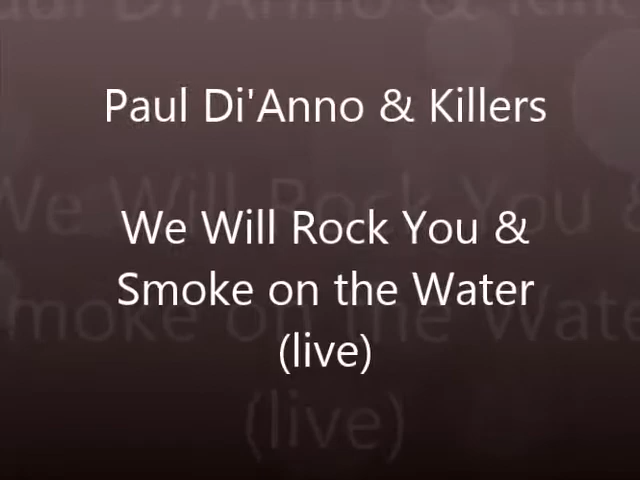 Paul Di'Anno & Killers
We Will Rock You &
Smoke on the Water
(live)